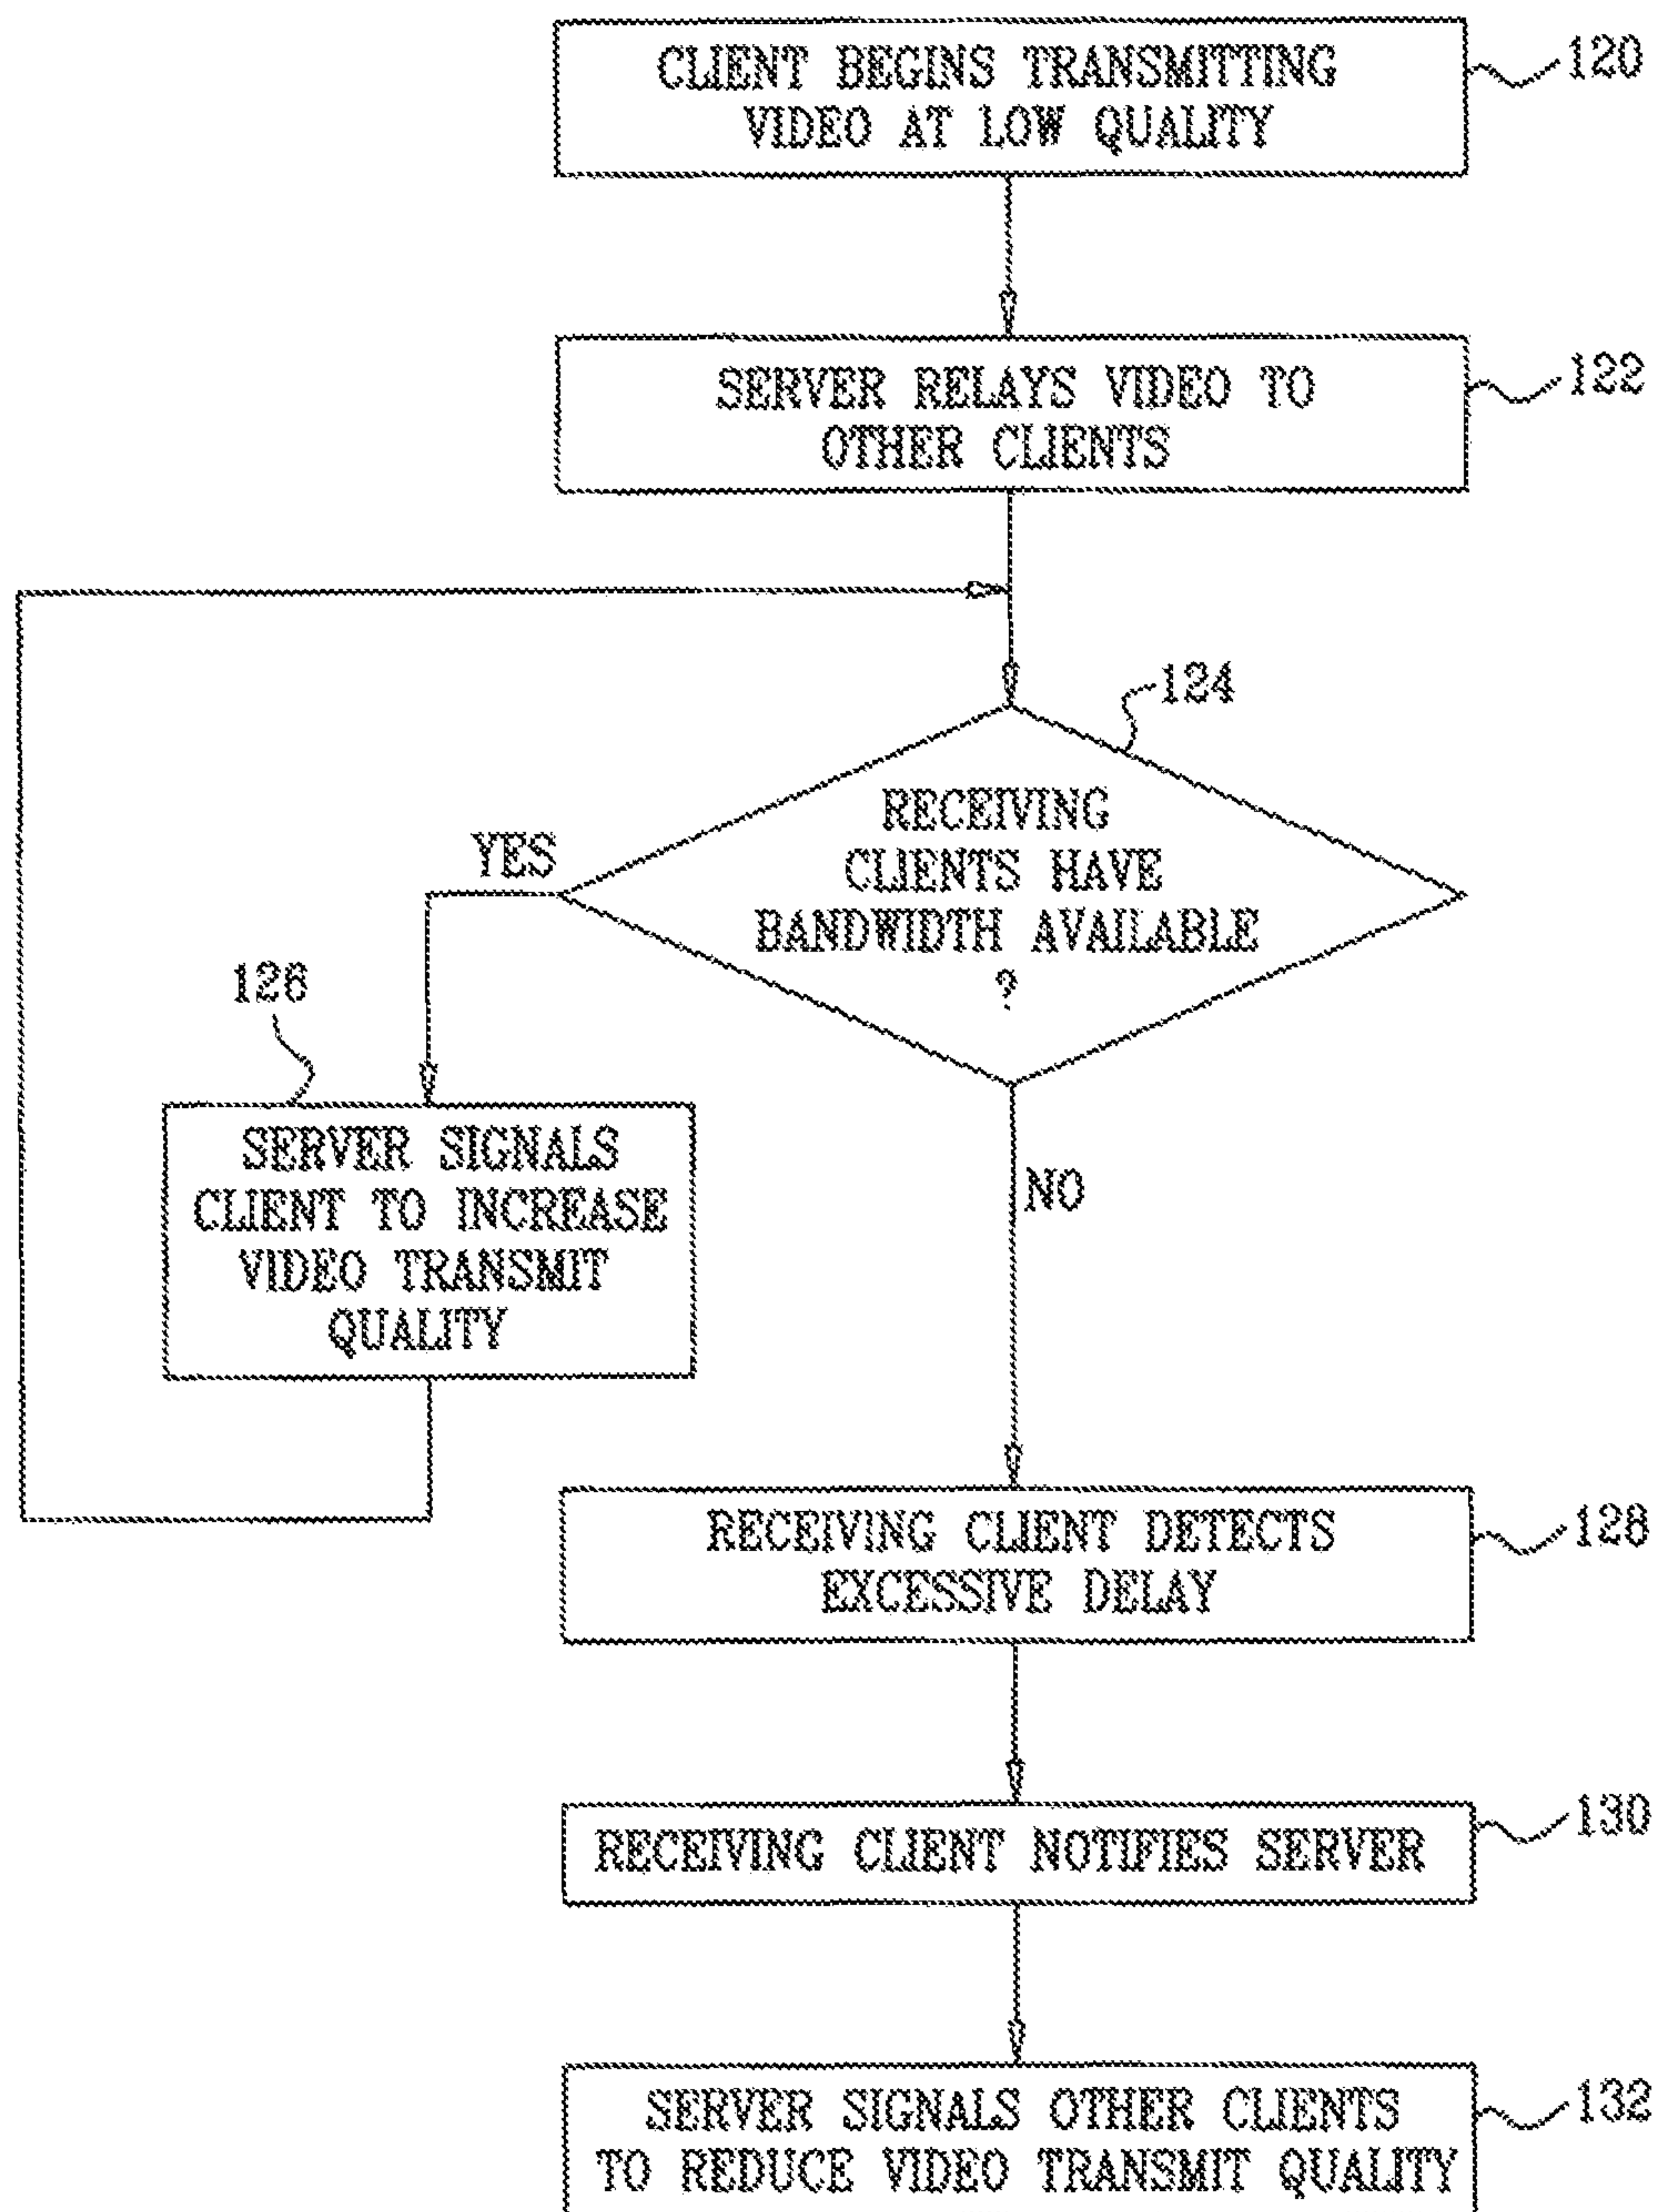 CLIENT BEGINS TRANSMITTING
VIDEO AT LOW QUALITY
120
SERVER RELAYS VIDEO TO
OTHER CLIENTS
122
124
RECEIVING
CLIENTS HAVE
BANDWIDTH AVAILABLE
?
YES
126
SERVER SIGNALS
CLIENT TO INCREASE
VIDEO TRANSMIT
QUALITY
NO
RECEIVING CLIENT DETECTS
EXCESSIVE DELAY
128
RECEIVING CLIENT NOTIFIES SERVER
130
SERVER SIGNALS OTHER CLIENTS
TO REDUCE VIDEO TRANSMIT QUALITY
132